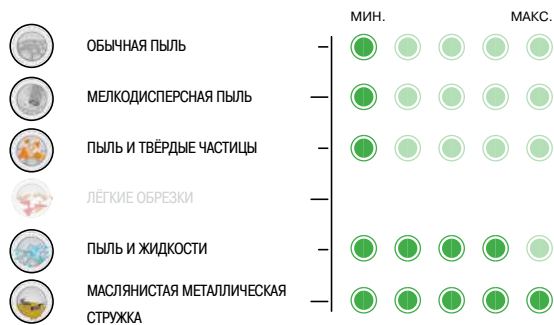 МИН. МАКС.
ОБЫЧНАЯ ПЫЛЬ
МЕЛКОДИСПЕРСНАЯ ПЫЛЬ
ПЫЛЬ И ТВЁРДЫЕ ЧАСТИЦЫ
ЛЁГКИЕ ОБРЕЗКИ
ПЫЛЬ И ЖИДКОСТИ
МАСЛЯНИСТАЯ МЕТАЛЛИЧЕСКАЯ
СТРУЖКА